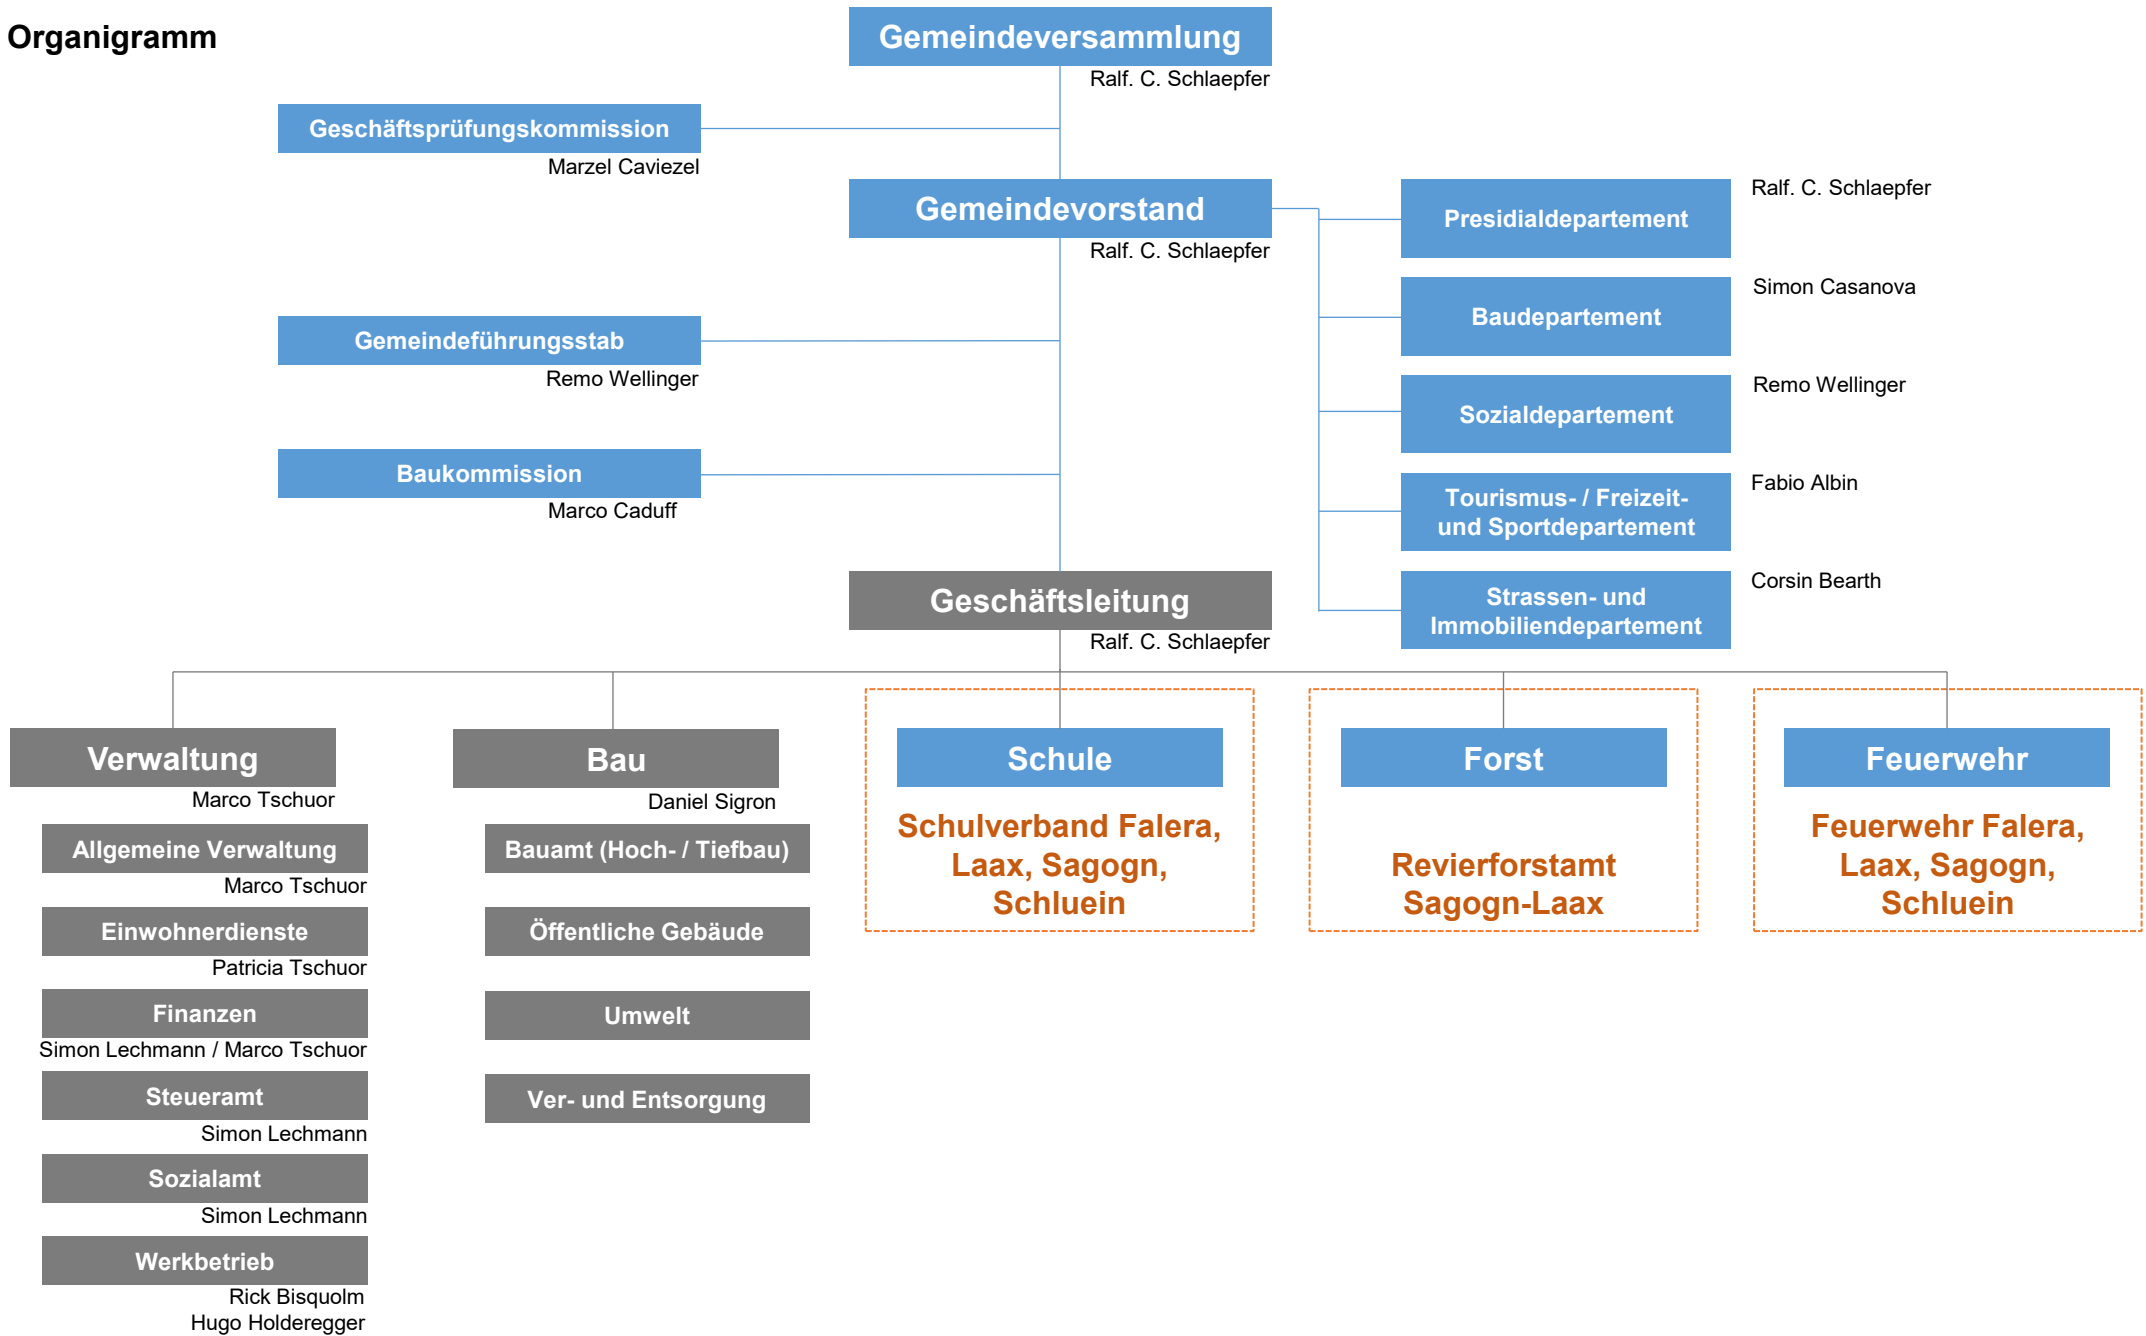 Organigramm
Gemeindeversammlung
Ralf. C. Schlaepfer
Geschäftsprüfungskommission
Marzel Caviezel
Gemeindevorstand
Ralf. C. Schlaepfer
Presidialdepartement
Ralf. C. Schlaepfer
Baudepartement
Simon Casanova
Gemeindeführungsstab
Remo Wellinger
Sozialdepartement
Remo Wellinger
Baukommission
Marco Caduff
Tourismus- / Freizeit-
und Sportdepartement
Fabio Albin
Strassen- und
Immobiliendepartement
Corsin Bearth
Geschäftsleitung
Ralf. C. Schlaepfer
Verwaltung
Marco Tschuor
Allgemeine Verwaltung
Marco Tschuor
Einwohnerdienste
Patricia Tschuor
Finanzen
Simon Lechmann / Marco Tschuor
Steueramt
Simon Lechmann
Sozialamt
Simon Lechmann
Werkbetrieb
Rick Bisquolm
Hugo Holderegger
Bau
Daniel Sigron
Bauamt (Hoch- / Tiefbau)
Öffentliche Gebäude
Umwelt
Ver- und Entsorgung
Schule
Schulverband Falera,
Laax, Sagogn,
Schluein
Forst
Revierforstamt
Sagogn-Laax
Feuerwehr
Feuerwehr Falera,
Laax, Sagogn,
Schluein